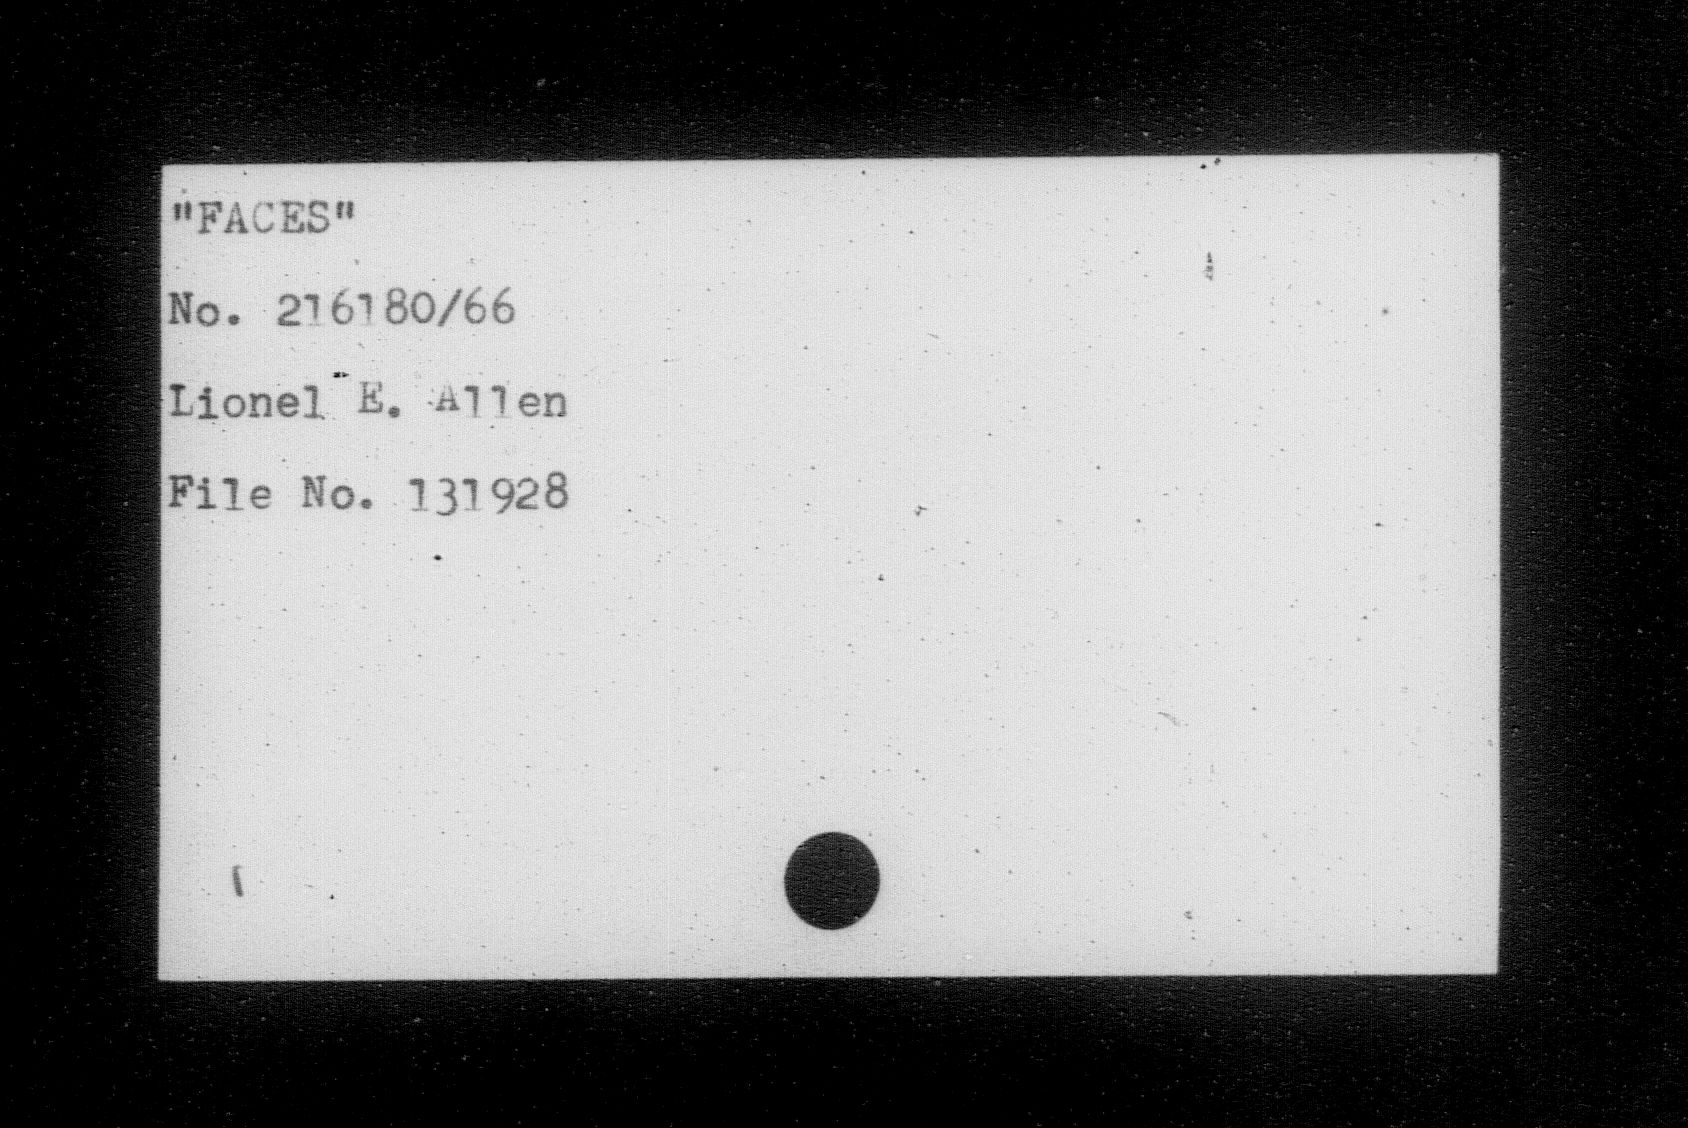 "FACES"
No. 216180/66
Lionel E. Allen
File No. 131928